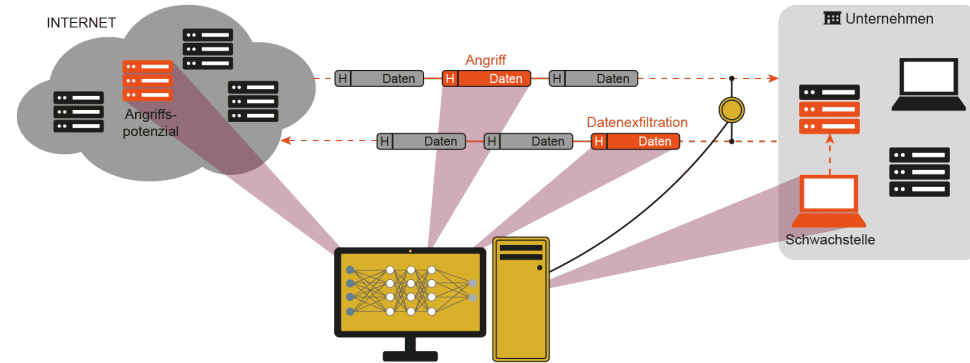 INTERNET
Unternehmen
Angriff
H Daten H Daten H Daten
Angriffs-
potenzial
Datenexfiltration
H Daten H Daten H Daten
Schwachstelle